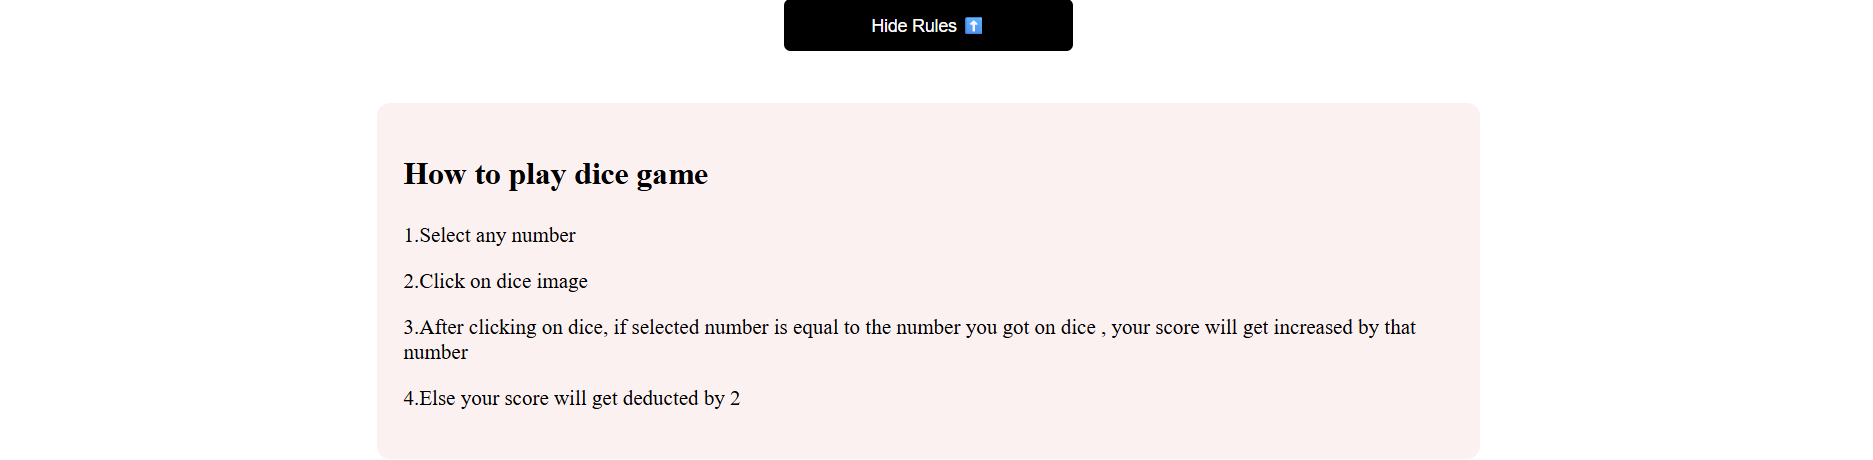 Hide Rules ⬆️
How to play dice game
1.Select any number
2.Click on dice image
3.After clicking on dice, if selected number is equal to the number you got on dice , your score will get increased by that
number
4.Else your score will get deducted by 2